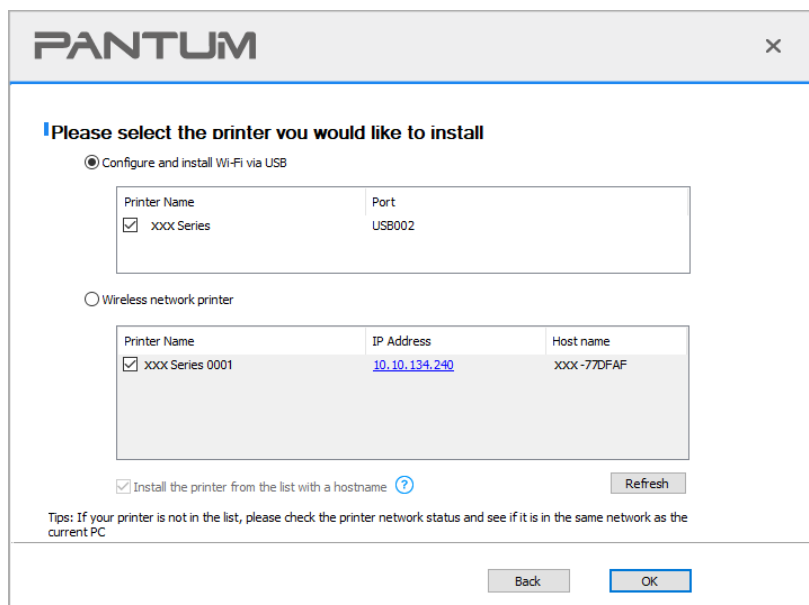 PANTUM
Please select the printer you would like to install
Configure and install Wi-Fi via USB
Printer Name Port
XXX Series USB002
Wireless network printer
Printer Name IP Address Host name
XXX Series 0001 10.10.134.240 XXX-77DFAF
Install the printer from the list with a hostname ?
Refresh
Tips: If your printer is not in the list, please check the printer network status and see if it is in the same network as the
current PC
Back OK